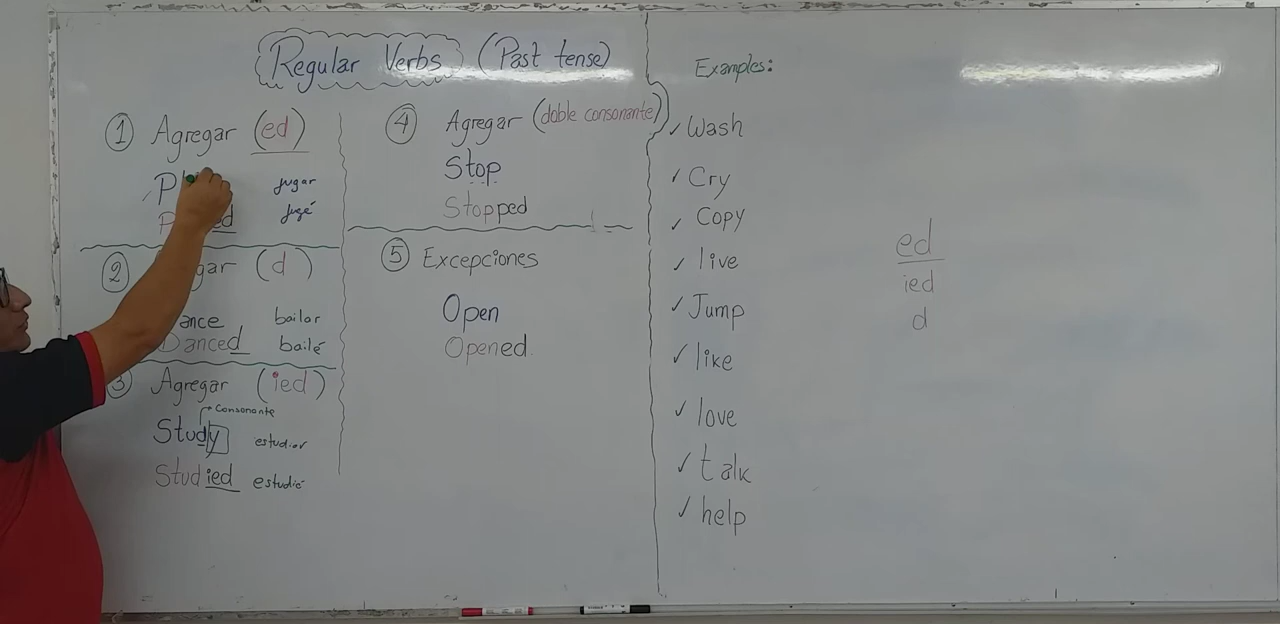 Regular Verbs (Past tense)
① Agregar (ed)
jugar
jugé
② (d)
ance bailar
Danced bailé
③ Agregar (ied)
Consonante
Study estudiar
Studied estudié
④ Agregar (doble consonante)
Stop
Stopped
⑤ Excepciones
Open
Opened
Examples:
✓ Wash
✓ Cry
✓ Copy
✓ live
✓ Jump
✓ like
✓ love
✓ talk
✓ help
ed
ied
d